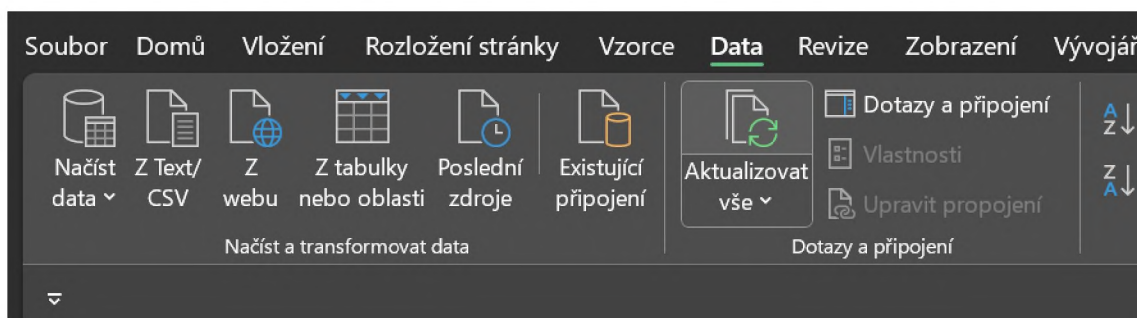 Soubor Domů Vložení Rozložení stránky Vzorce Data Revize Zobrazení Vývojář
Načíst
data
Z Text/
CSV
Z
webu
Z tabulky
nebo oblasti
Poslední
zdroje
Existující
připojení
Načíst a transformovat data
Aktualizovat
vše
Dotazy a připojení
Vlastnosti
Upravit propojení
Dotazy a připojení
A
Z
Z
A